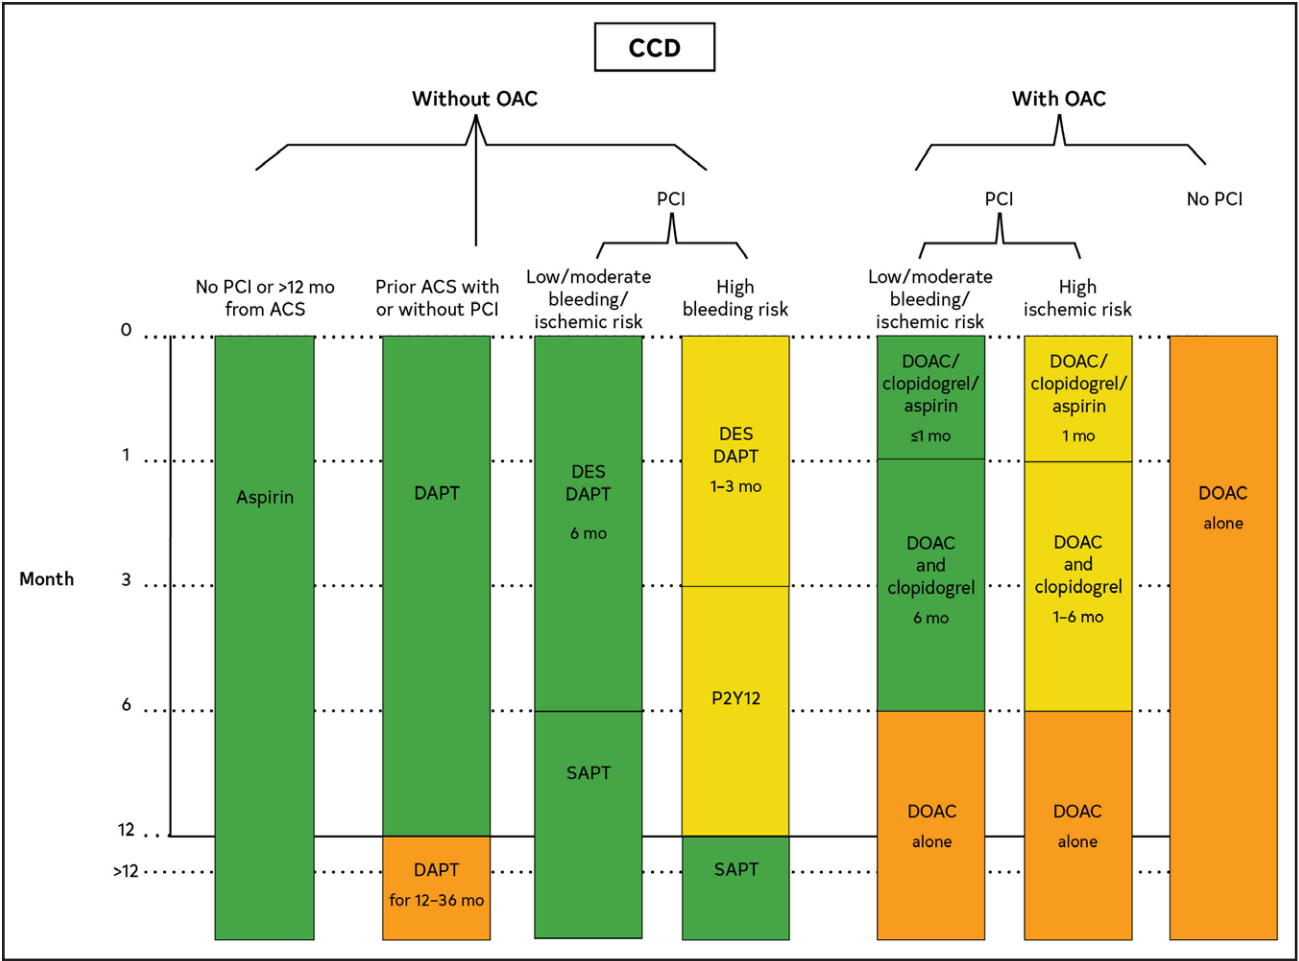 CCD
Without OAC
With OAC
PCI
PCI
No PCI
No PCI or >12 mo
from ACS
Prior ACS with
or without PCI
Low/moderate
bleeding/
ischemic risk
High
bleeding risk
Low/moderate
bleeding/
ischemic risk
High
ischemic risk
Month
0
1
3
6
12
>12
Aspirin
DAPT
DAPT
for 12–36 mo
DES
DAPT
6 mo
SAPT
DES
DAPT
1–3 mo
P2Y12
SAPT
DOAC/
clopidogrel/
aspirin
≤1 mo
DOAC
and
clopidogrel
6 mo
DOAC
alone
DOAC/
clopidogrel/
aspirin
1 mo
DOAC
and
clopidogrel
1–6 mo
DOAC
alone
DOAC
alone